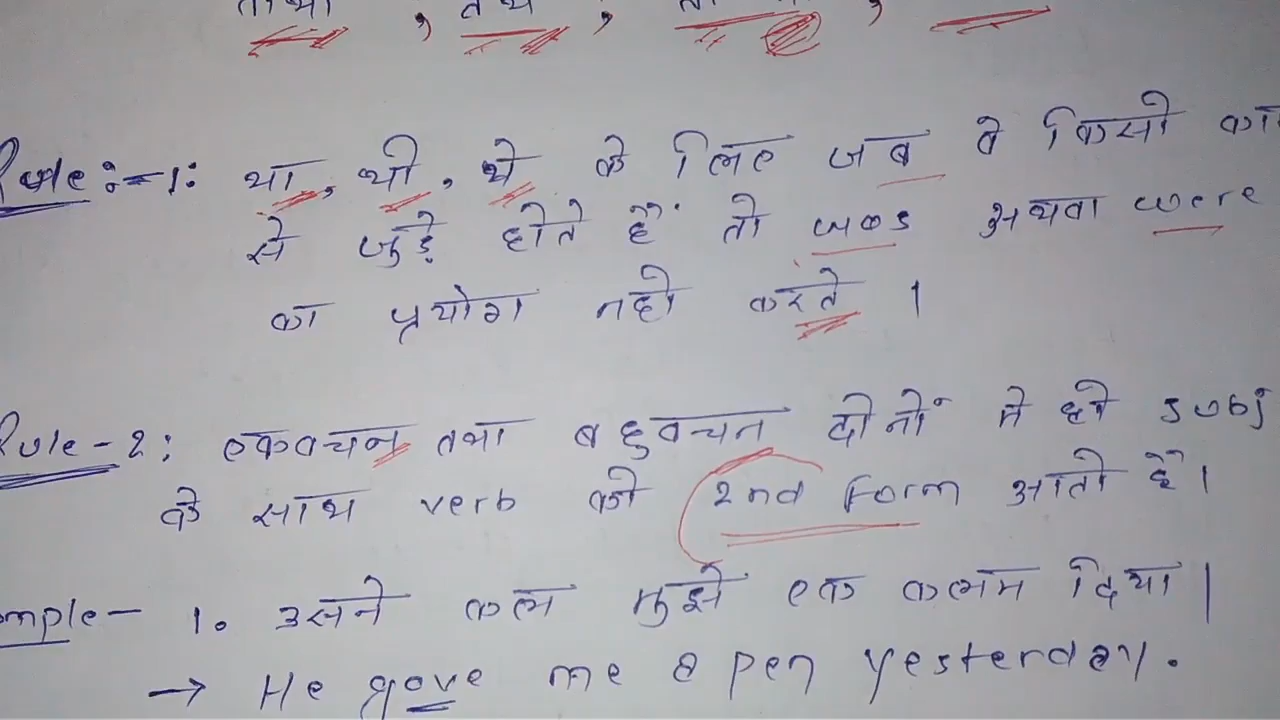 Rule:-1: था, थी, थे के लिए जब वे किसी
से जुड़े होते हैं तो was अथवा were
का प्रयोग नही करते ।
Rule-2: एकवचन तथा बहुवचन दोनों मे ही subj
के साथ verb की 2nd Form आती है।
mple- 1. उसने कल मुझे एक कलम दिया।
→ He gave me a pen yesterday.